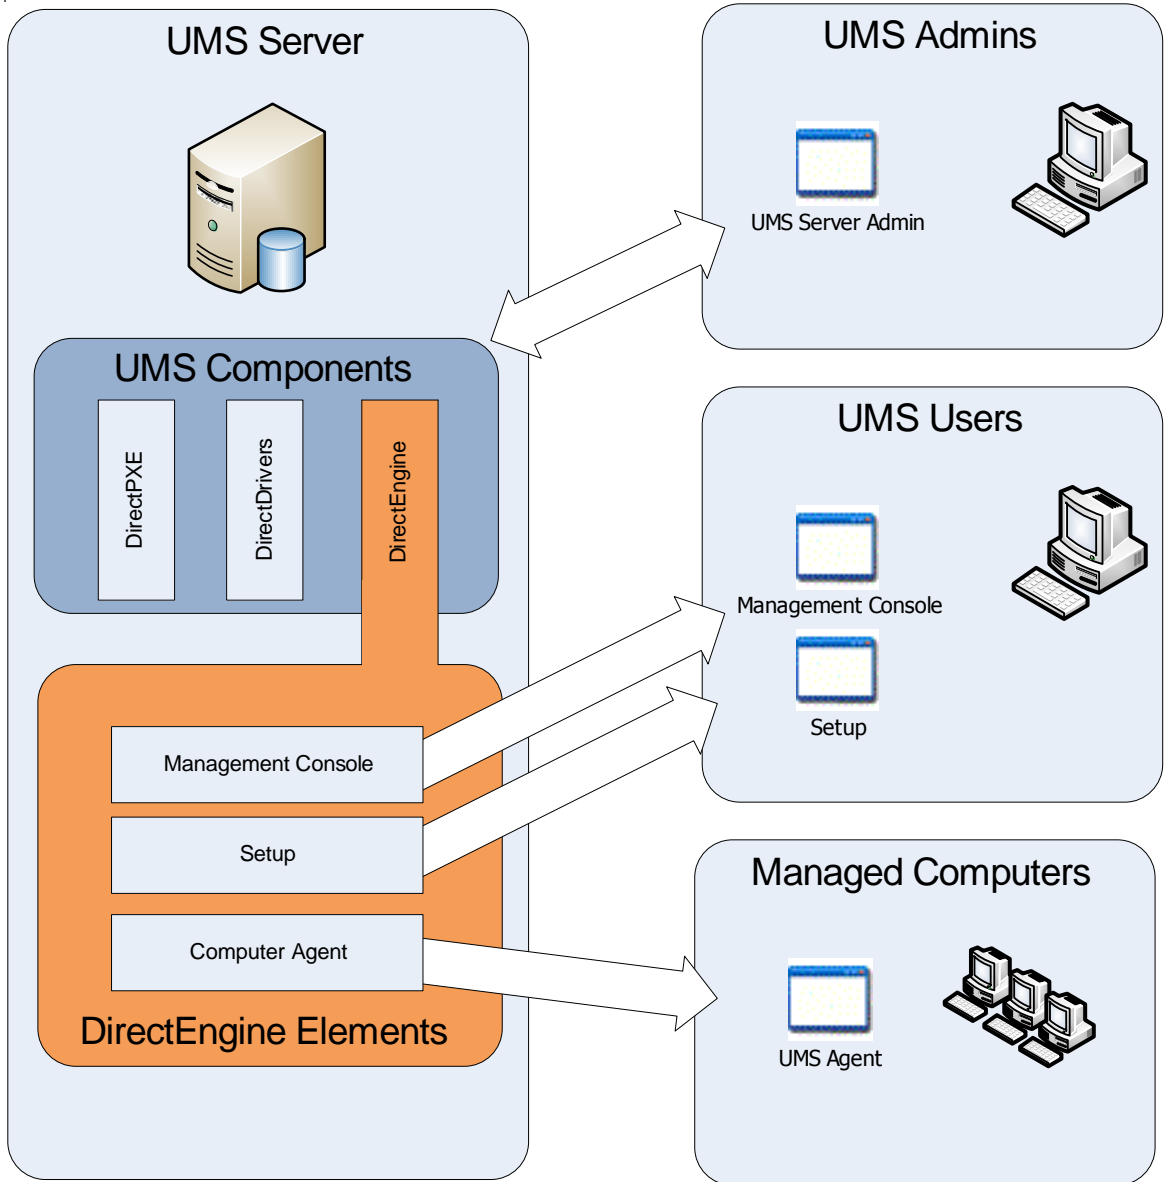 UMS Server
UMS Components
DirectPXE
DirectDrivers
DirectEngine
Management Console
Setup
Computer Agent
DirectEngine Elements
UMS Admins
UMS Server Admin
UMS Users
Management Console
Setup
Managed Computers
UMS Agent